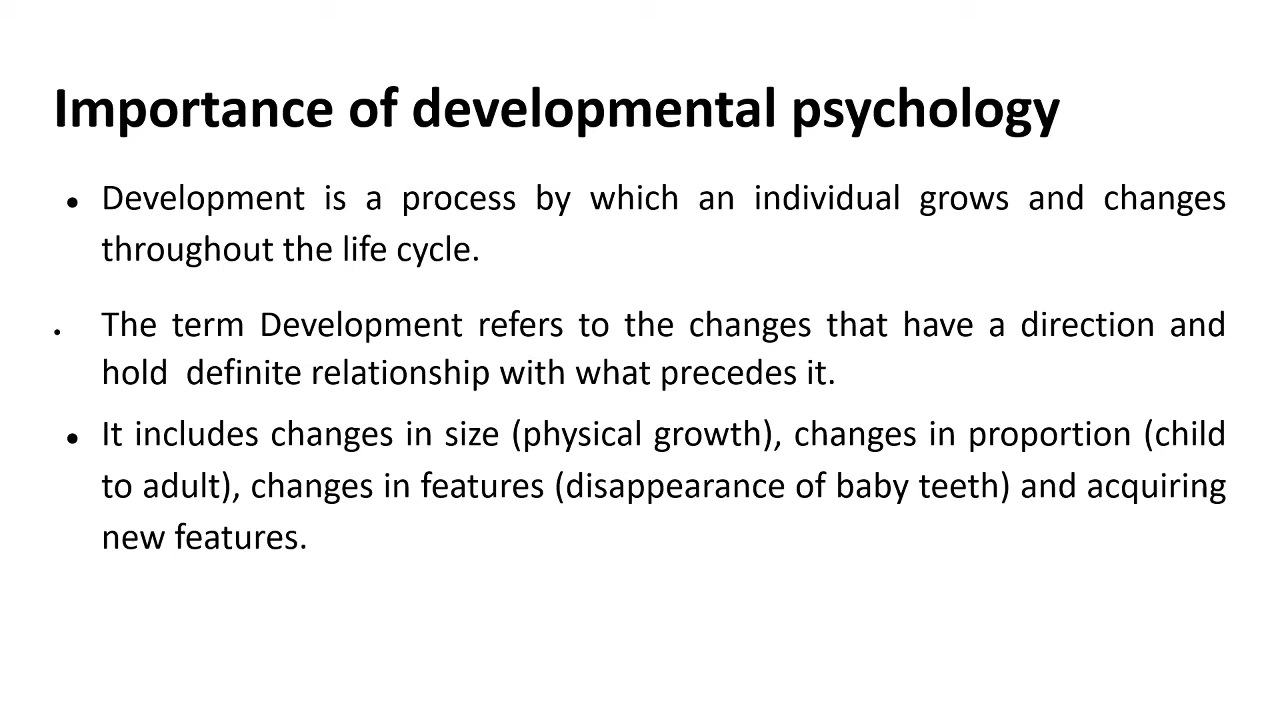 Importance of developmental psychology
• Development is a process by which an individual grows and changes
throughout the life cycle.
• The term Development refers to the changes that have a direction and
hold  definite relationship with what precedes it.
• It includes changes in size (physical growth), changes in proportion (child
to adult), changes in features (disappearance of baby teeth) and acquiring
new features.